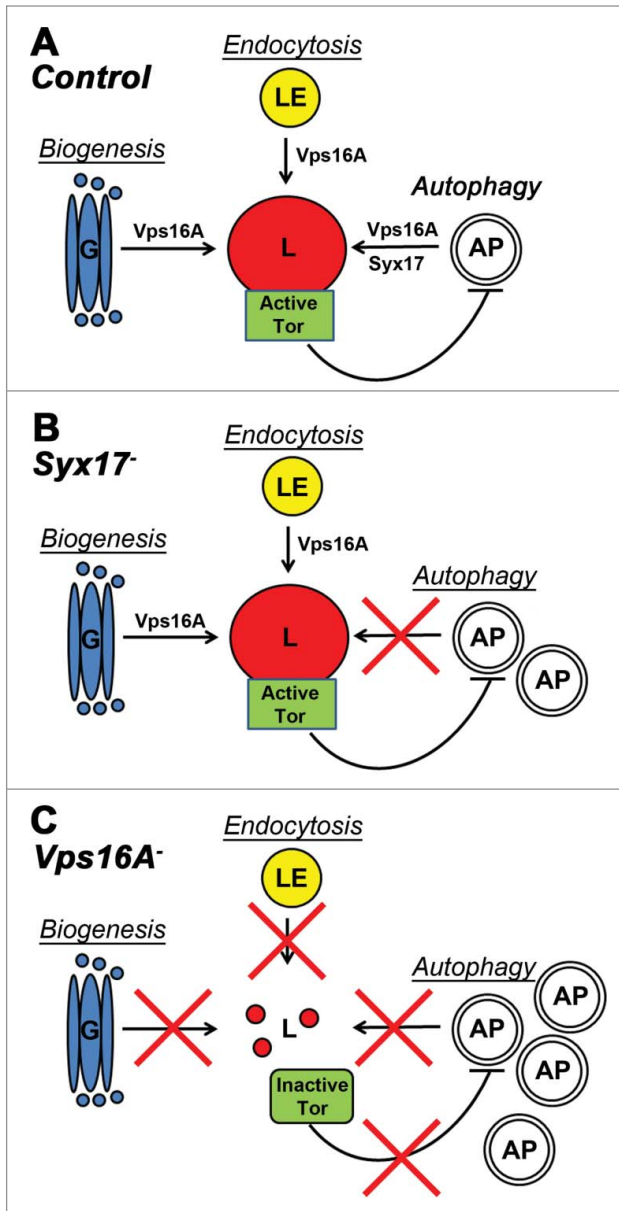 A
Control
Endocytosis
LE
Vps16A
Biogenesis
G
Vps16A
L
Autophagy
Vps16A
Syx17
AP
Active
Tor
B
Syx17-
Endocytosis
LE
Vps16A
Biogenesis
G
Vps16A
L
Autophagy
AP
AP
Active
Tor
C
Vps16A-
Endocytosis
LE
Biogenesis
G
L
Autophagy
AP
AP
AP
AP
Inactive
Tor